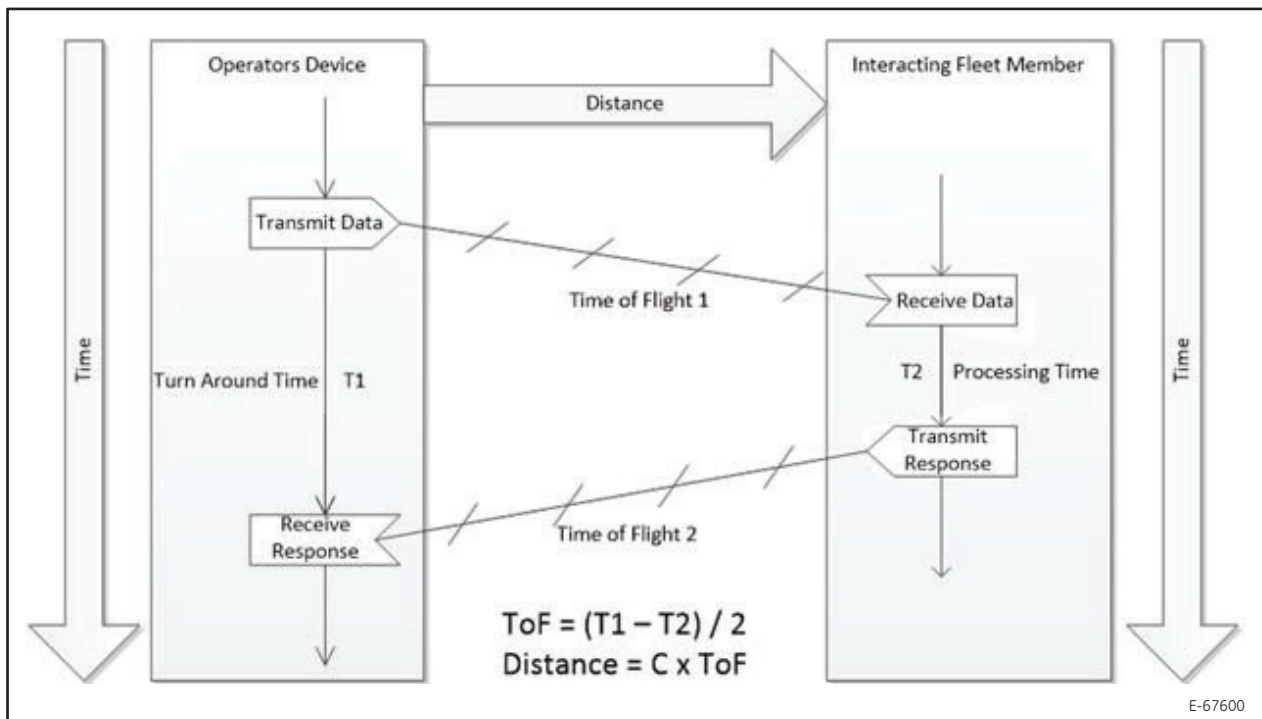 Operators Device
Interacting Fleet Member
Distance
Transmit Data
Time of Flight 1
Receive Data
Time
Turn Around Time T1
T2 Processing Time
Time
Transmit
Response
Receive
Response
Time of Flight 2
ToF = (T1 – T2) / 2
Distance = C x ToF
E-67600